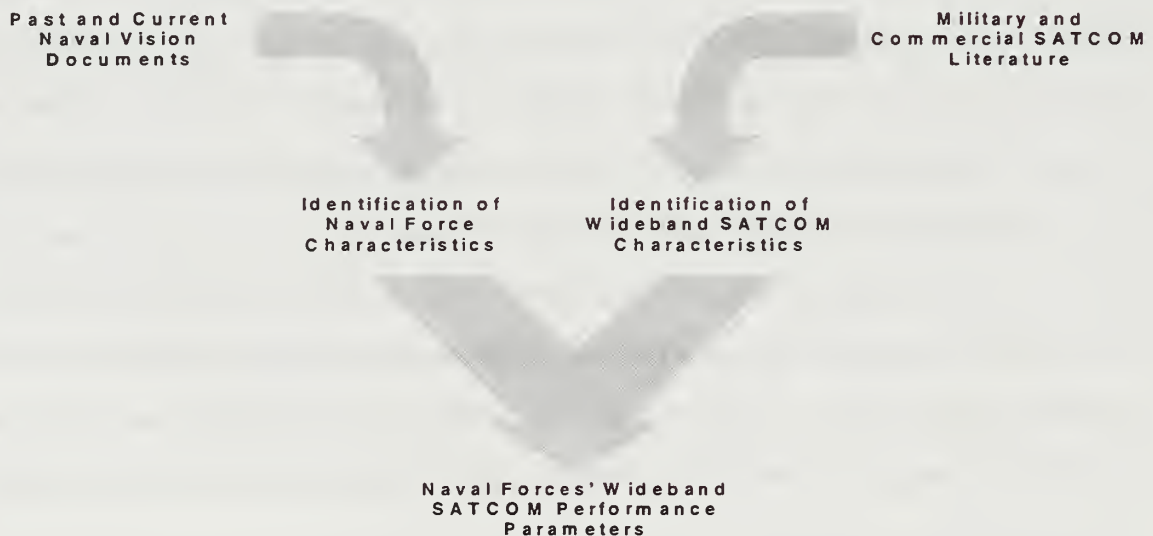 Past and Current
Naval Vision
Documents
Military and
Commercial SATCOM
Literature
Identification of
Naval Force
Characteristics
Identification of
Wideband SATCOM
Characteristics
Naval Forces' Wideband
SATCOM Performance
Parameters